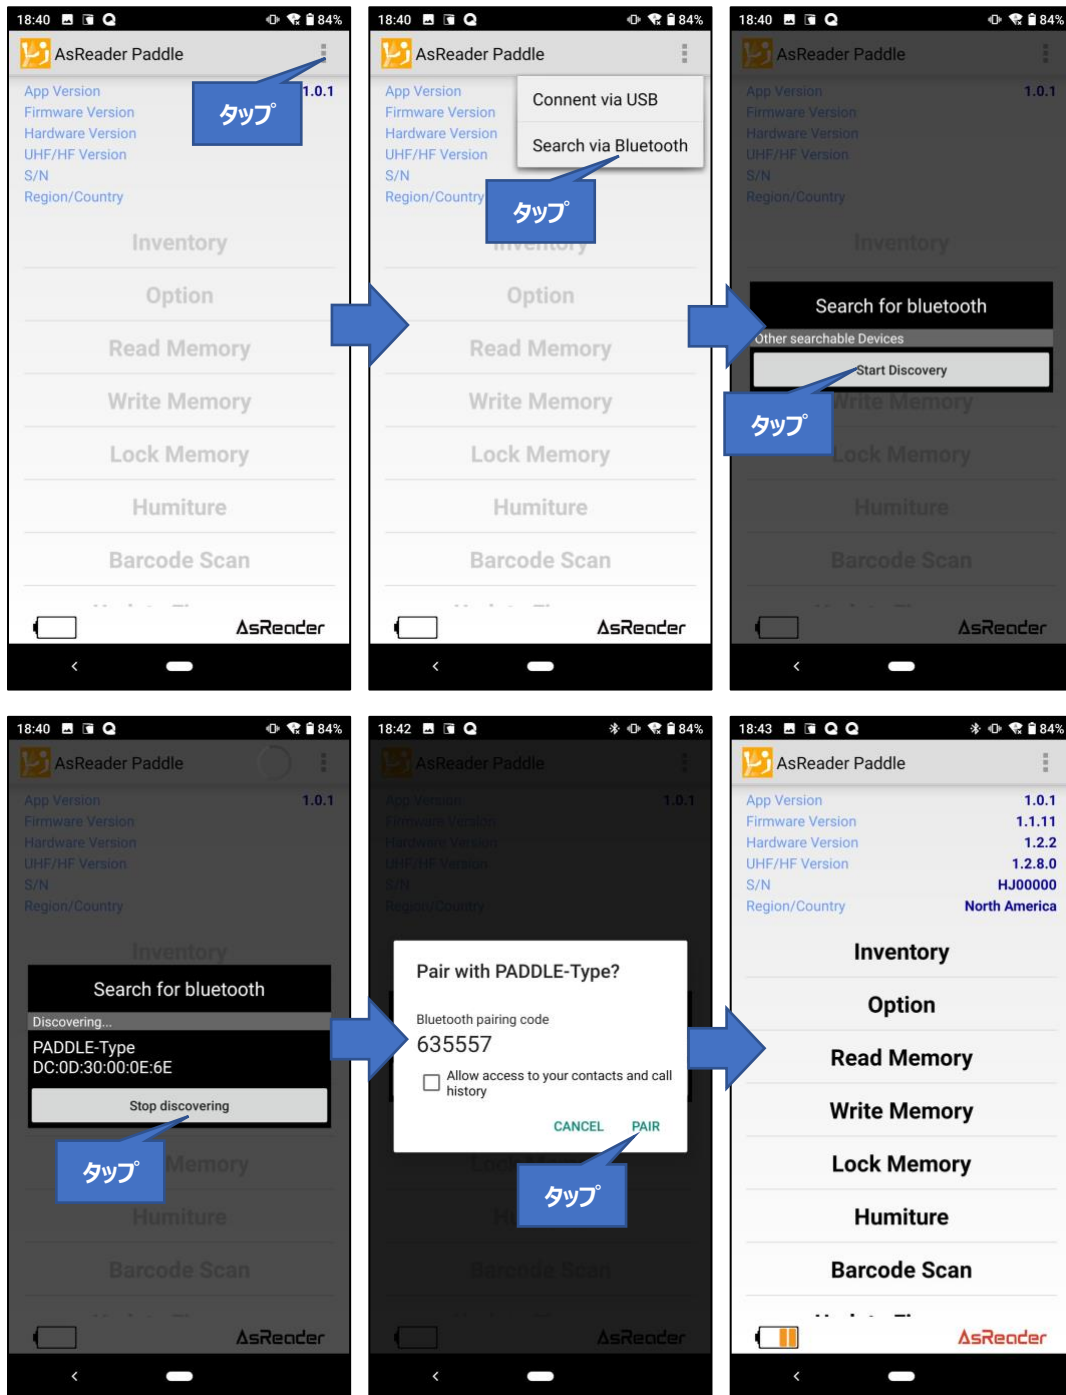 18:40
84%
AsReader Paddle
App Version 1.0.1
Firmware Version
Hardware Version
UHF/HF Version
S/N
Region/Country
タップ
Inventory
Option
Read Memory
Write Memory
Lock Memory
Humiture
Barcode Scan
AsReader
18:40
84%
AsReader Paddle
App Version
Firmware Version
Hardware Version
UHF/HF Version
S/N
Region/Country
Connent via USB
Search via Bluetooth
タップ
Inventory
Option
Read Memory
Write Memory
Lock Memory
Humiture
Barcode Scan
AsReader
18:40
84%
AsReader Paddle
App Version 1.0.1
Firmware Version
Hardware Version
UHF/HF Version
S/N
Region/Country
Inventory
Search for bluetooth
Other searchable Devices
Start Discovery
タップ
Write Memory
Lock Memory
Humiture
Barcode Scan
AsReader
18:40
84%
AsReader Paddle
App Version 1.0.1
Firmware Version
Hardware Version
UHF/HF Version
S/N
Region/Country
Inventory
Search for bluetooth
Discovering...
PADDLE-Type
DC:0D:30:00:0E:6E
Stop discovering
タップ
Memory
Humiture
Barcode Scan
AsReader
18:42
84%
AsReader Paddle
App Version 1.0.1
Firmware Version
Hardware Version
UHF/HF Version
S/N
Region/Country
Pair with PADDLE-Type?
Bluetooth pairing code
635557
Allow access to your contacts and call
history
CANCEL PAIR
タップ
Barcode Scan
AsReader
18:43
84%
AsReader Paddle
App Version 1.0.1
Firmware Version 1.1.11
Hardware Version 1.2.2
UHF/HF Version 1.2.8.0
S/N HJ00000
Region/Country North America
Inventory
Option
Read Memory
Write Memory
Lock Memory
Humiture
Barcode Scan
AsReader